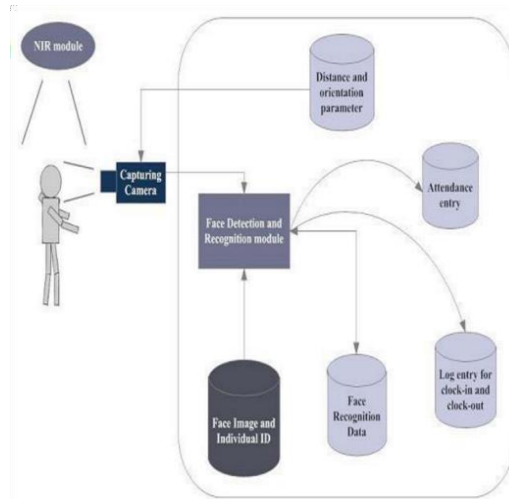 NIR module
Distance and
orientation
parameter
Capturing
Camera
Attendance
entry
Face Detection and
Recognition module
Log entry for
clock-in and
clock-out
Face Image and
Individual ID
Face
Recognition
Data